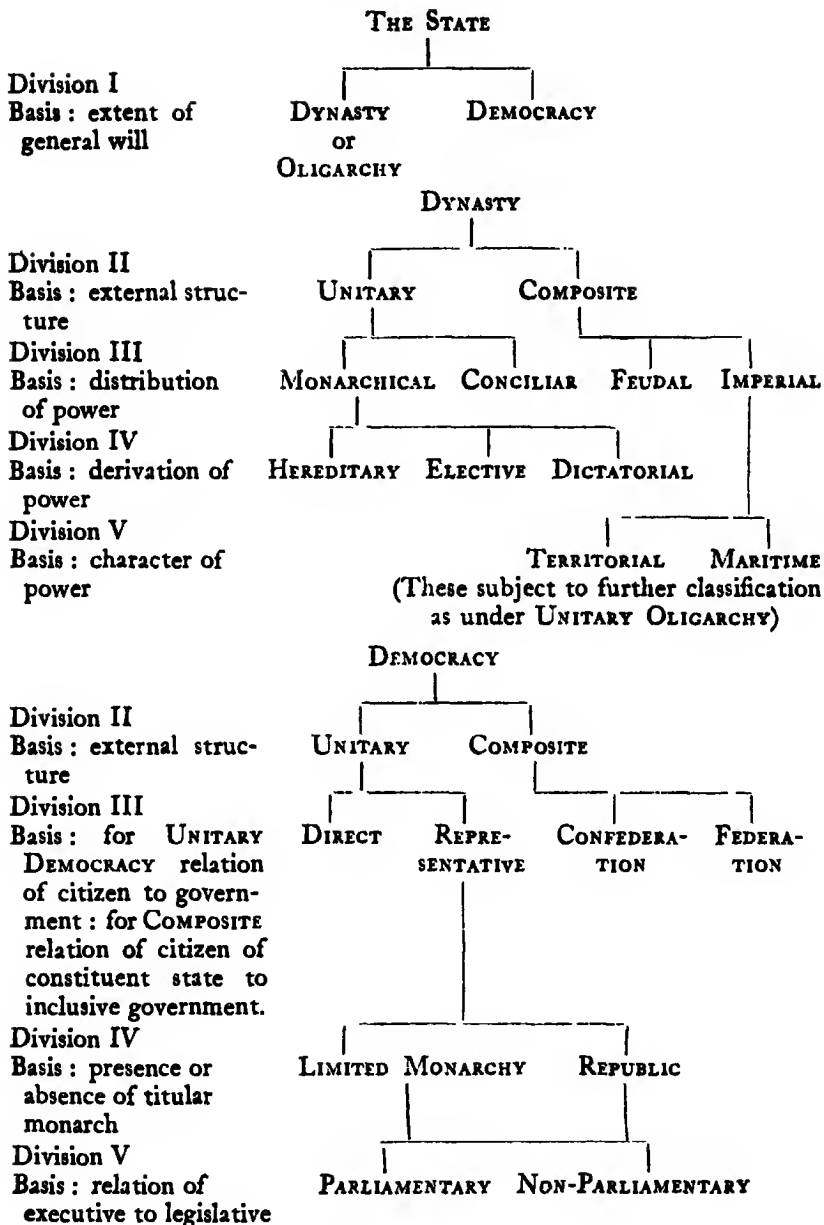 THE STATE
Division I
Basis : extent of DYNASTY DEMOCRACY
general will or
OLIGARCHY
DYNASTY
Division II
Basis : external struc- UNITARY COMPOSITE
ture
Division III
Basis : distribution MONARCHICAL CONCILIAR FEUDAL IMPERIAL
of power
Division IV
Basis : derivation of HEREDITARY ELECTIVE DICTATORIAL
power
Division V
Basis : character of TERRITORIAL MARITIME
power (These subject to further classification
as under UNITARY OLIGARCHY)
DEMOCRACY
Division II
Basis : external struc- UNITARY COMPOSITE
ture
Division III
Basis : for UNITARY DIRECT REPRE- CONFEDERA- FEDERA-
DEMOCRACY relation SENTATIVE TION TION
of citizen to govern-
ment : for COMPOSITE
relation of citizen of
constituent state to
inclusive government.
Division IV
Basis : presence or LIMITED MONARCHY REPUBLIC
absence of titular
monarch
Division V
Basis : relation of PARLIAMENTARY NON-PARLIAMENTARY
executive to legislative